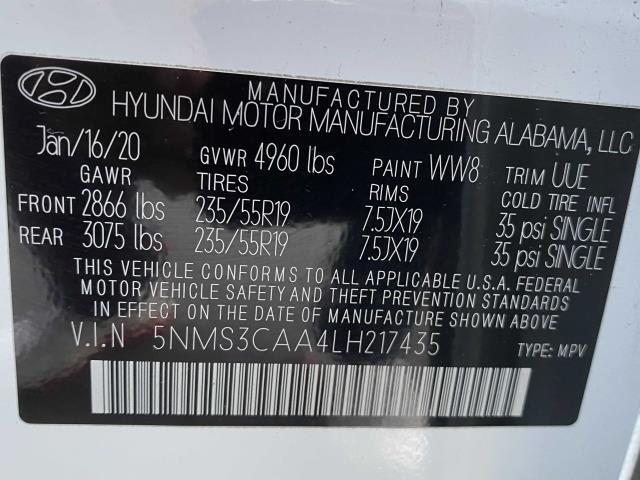 MANUFACTURED BY
HYUNDAI MOTOR MANUFACTURING ALABAMA, LLC
Jan/16/20 GVWR 4960 lbs PAINT WW8 TRIM UUE
GAWR TIRES RIMS COLD TIRE INFL
FRONT 2866 lbs 235/55R19 7.5JX19 35 psi SINGLE
REAR 3075 lbs 235/55R19 7.5JX19 35 psi SINGLE
THIS VEHICLE CONFORMS TO ALL APPLICABLE U.S.A. FEDERAL
MOTOR VEHICLE SAFETY AND THEFT PREVENTION STANDARDS
IN EFFECT ON THE DATE OF MANUFACTURE SHOWN ABOVE.
V.I.N 5NMS3CAA4LH217435 TYPE: MPV